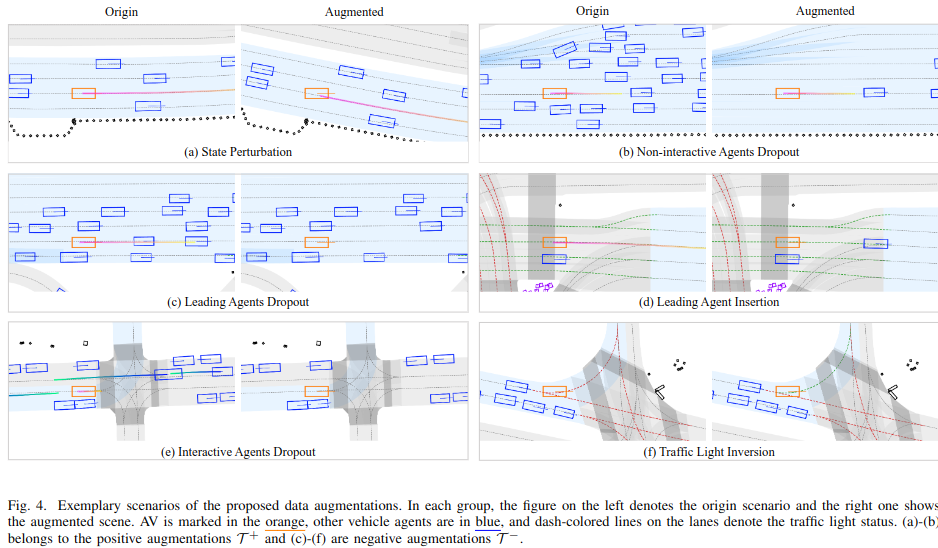 Origin Augmented Origin Augmented
(a) State Perturbation (b) Non-interactive Agents Dropout
(c) Leading Agents Dropout (d) Leading Agent Insertion
(e) Interactive Agents Dropout (f) Traffic Light Inversion
Fig. 4. Exemplary scenarios of the proposed data augmentations. In each group, the figure on the left denotes the origin scenario and the right one shows
the augmented scene. AV is marked in the orange, other vehicle agents are in blue, and dash-colored lines on the lanes denote the traffic light status. (a)-(b)
belongs to the positive augmentations 𝒯⁺ and (c)-(f) are negative augmentations 𝒯⁻.